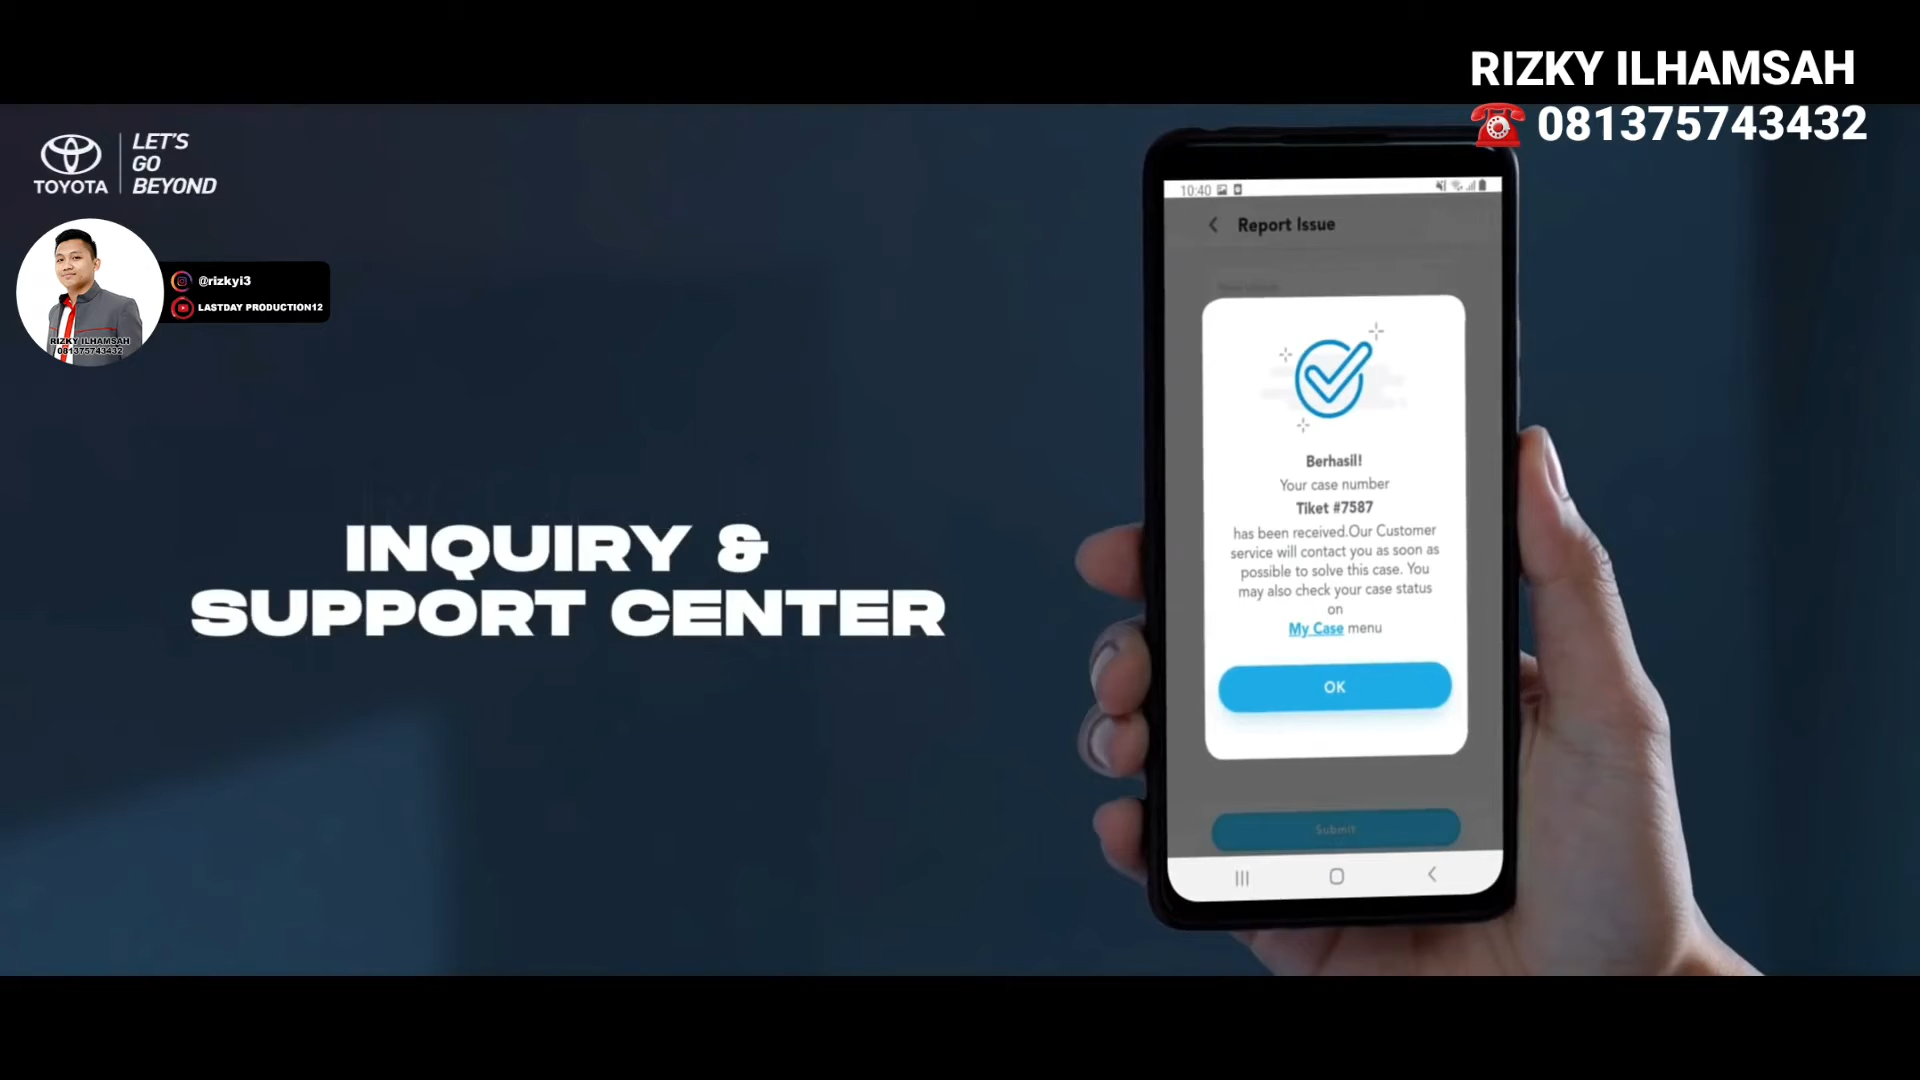 RIZKY ILHAMSAH
☎️ 081375743432
TOYOTA
LET'S
GO
BEYOND
@rizkyi3
LASTDAY PRODUCTION12
RIZKY ILHAMSAH
081375743432
INQUIRY &
SUPPORT CENTER
10:40
Report Issue
Berhasil!
Your case number
Tiket #7587
has been received.Our Customer
service will contact you as soon as
possible to solve this case. You
may also check your case status
on
My Case menu
OK
Submit